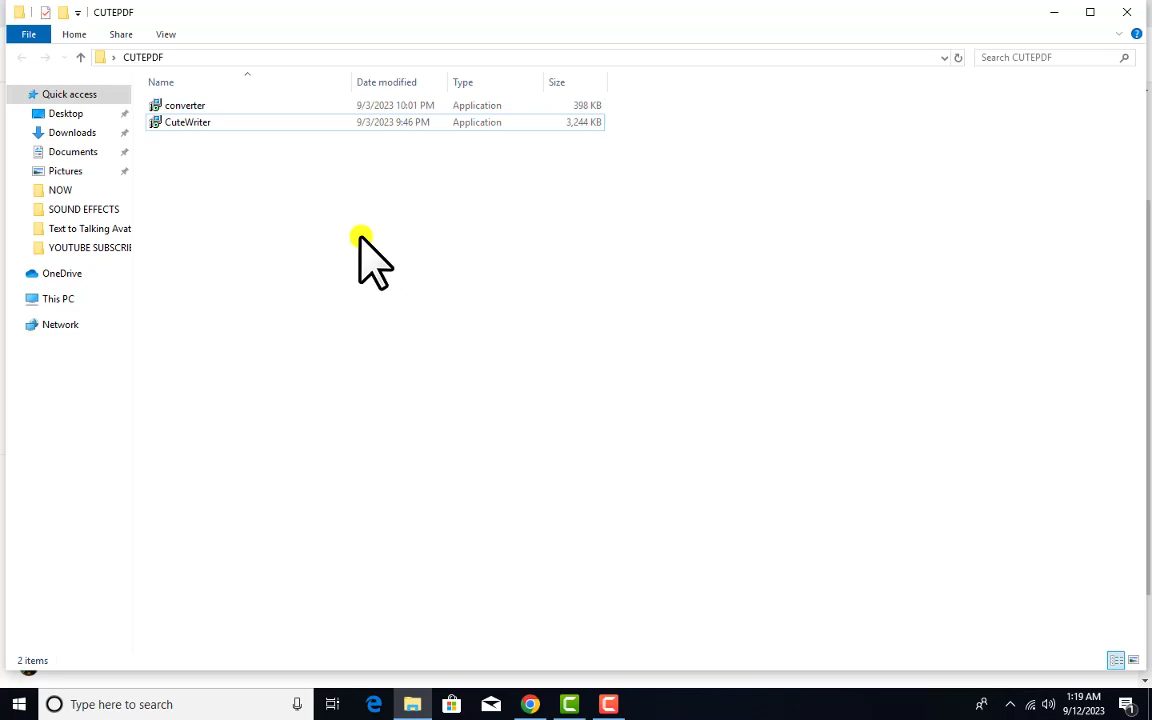 CUTEPDF
File Home Share View
CUTEPDF Search CUTEPDF
Name Date modified Type Size
converter 9/3/2023 10:01 PM Application 398 KB
CuteWriter 9/3/2023 9:46 PM Application 3,244 KB
Quick access
Desktop
Downloads
Documents
Pictures
NOW
SOUND EFFECTS
Text to Talking Avat
YOUTUBE SUBSCRIE
OneDrive
This PC
Network
2 items
Type here to search
1:19 AM
9/12/2023
1